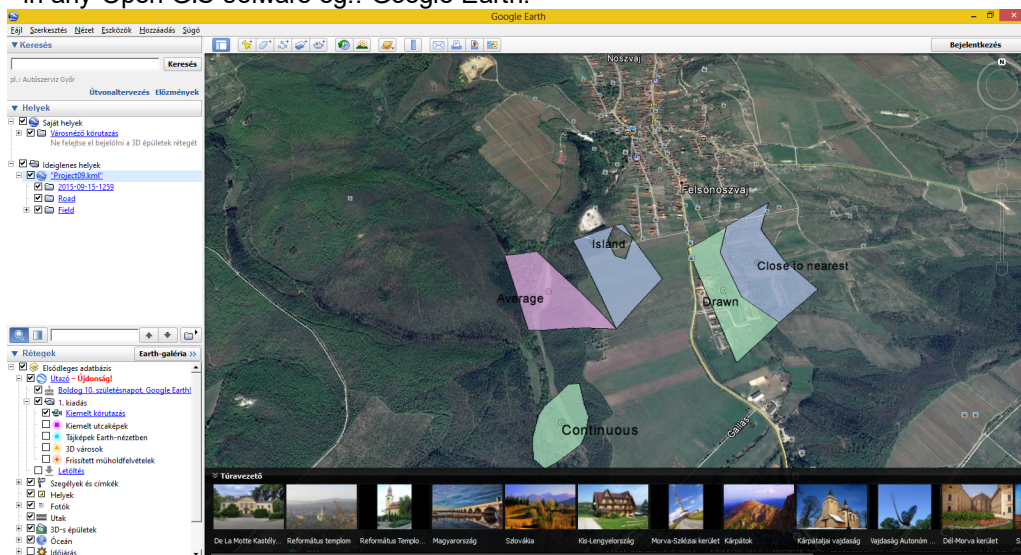 in any Open GIS sofware eg.: Google Earth.
Google Earth
Fájl Szerkesztés Nézet Eszközök Hozzáadás Súgó
▼ Keresés
Keresés
pl.: Autószerviz Győr
Útvonaltervezés Előzmények
▼ Helyek
Saját helyek
Városnéző körutazás
Ne felejtse el bejelölni a 3D épületek rétegét
Ideiglenes helyek
"Project09.kml"
2015-09-15-1259
Road
Field
▼ Rétegek
Earth-galéria >>
Elsődleges adatbázis
Utazó – Újdonság!
Boldog 10. születésnapot, Google Earth!
1. kiadás
Kiemelt körutazás
Kiemelt utcaképek
Tájképek Earth-nézetben
3D városok
Frissített műholdfelvételek
Letöltés
Szegélyek és címkék
Helyek
Fotók
Utak
3D-s épületek
Óceán
Időjárás
Bejelentkezés
N
Noszvaj
Felsőnoszvaj
Island
Close to nearest
Average
Drawn
Continuous
Gallas
Túravezető
De La Motte Kastély...
Református templom
Református Templo...
Magyarország
Szlovákia
Kis-Lengyelország
Morva-Sziléziai kerület
Kárpátok
Kárpátaljai vajdaság
Vajdaság Autonóm ...
Dél-Morva kerület